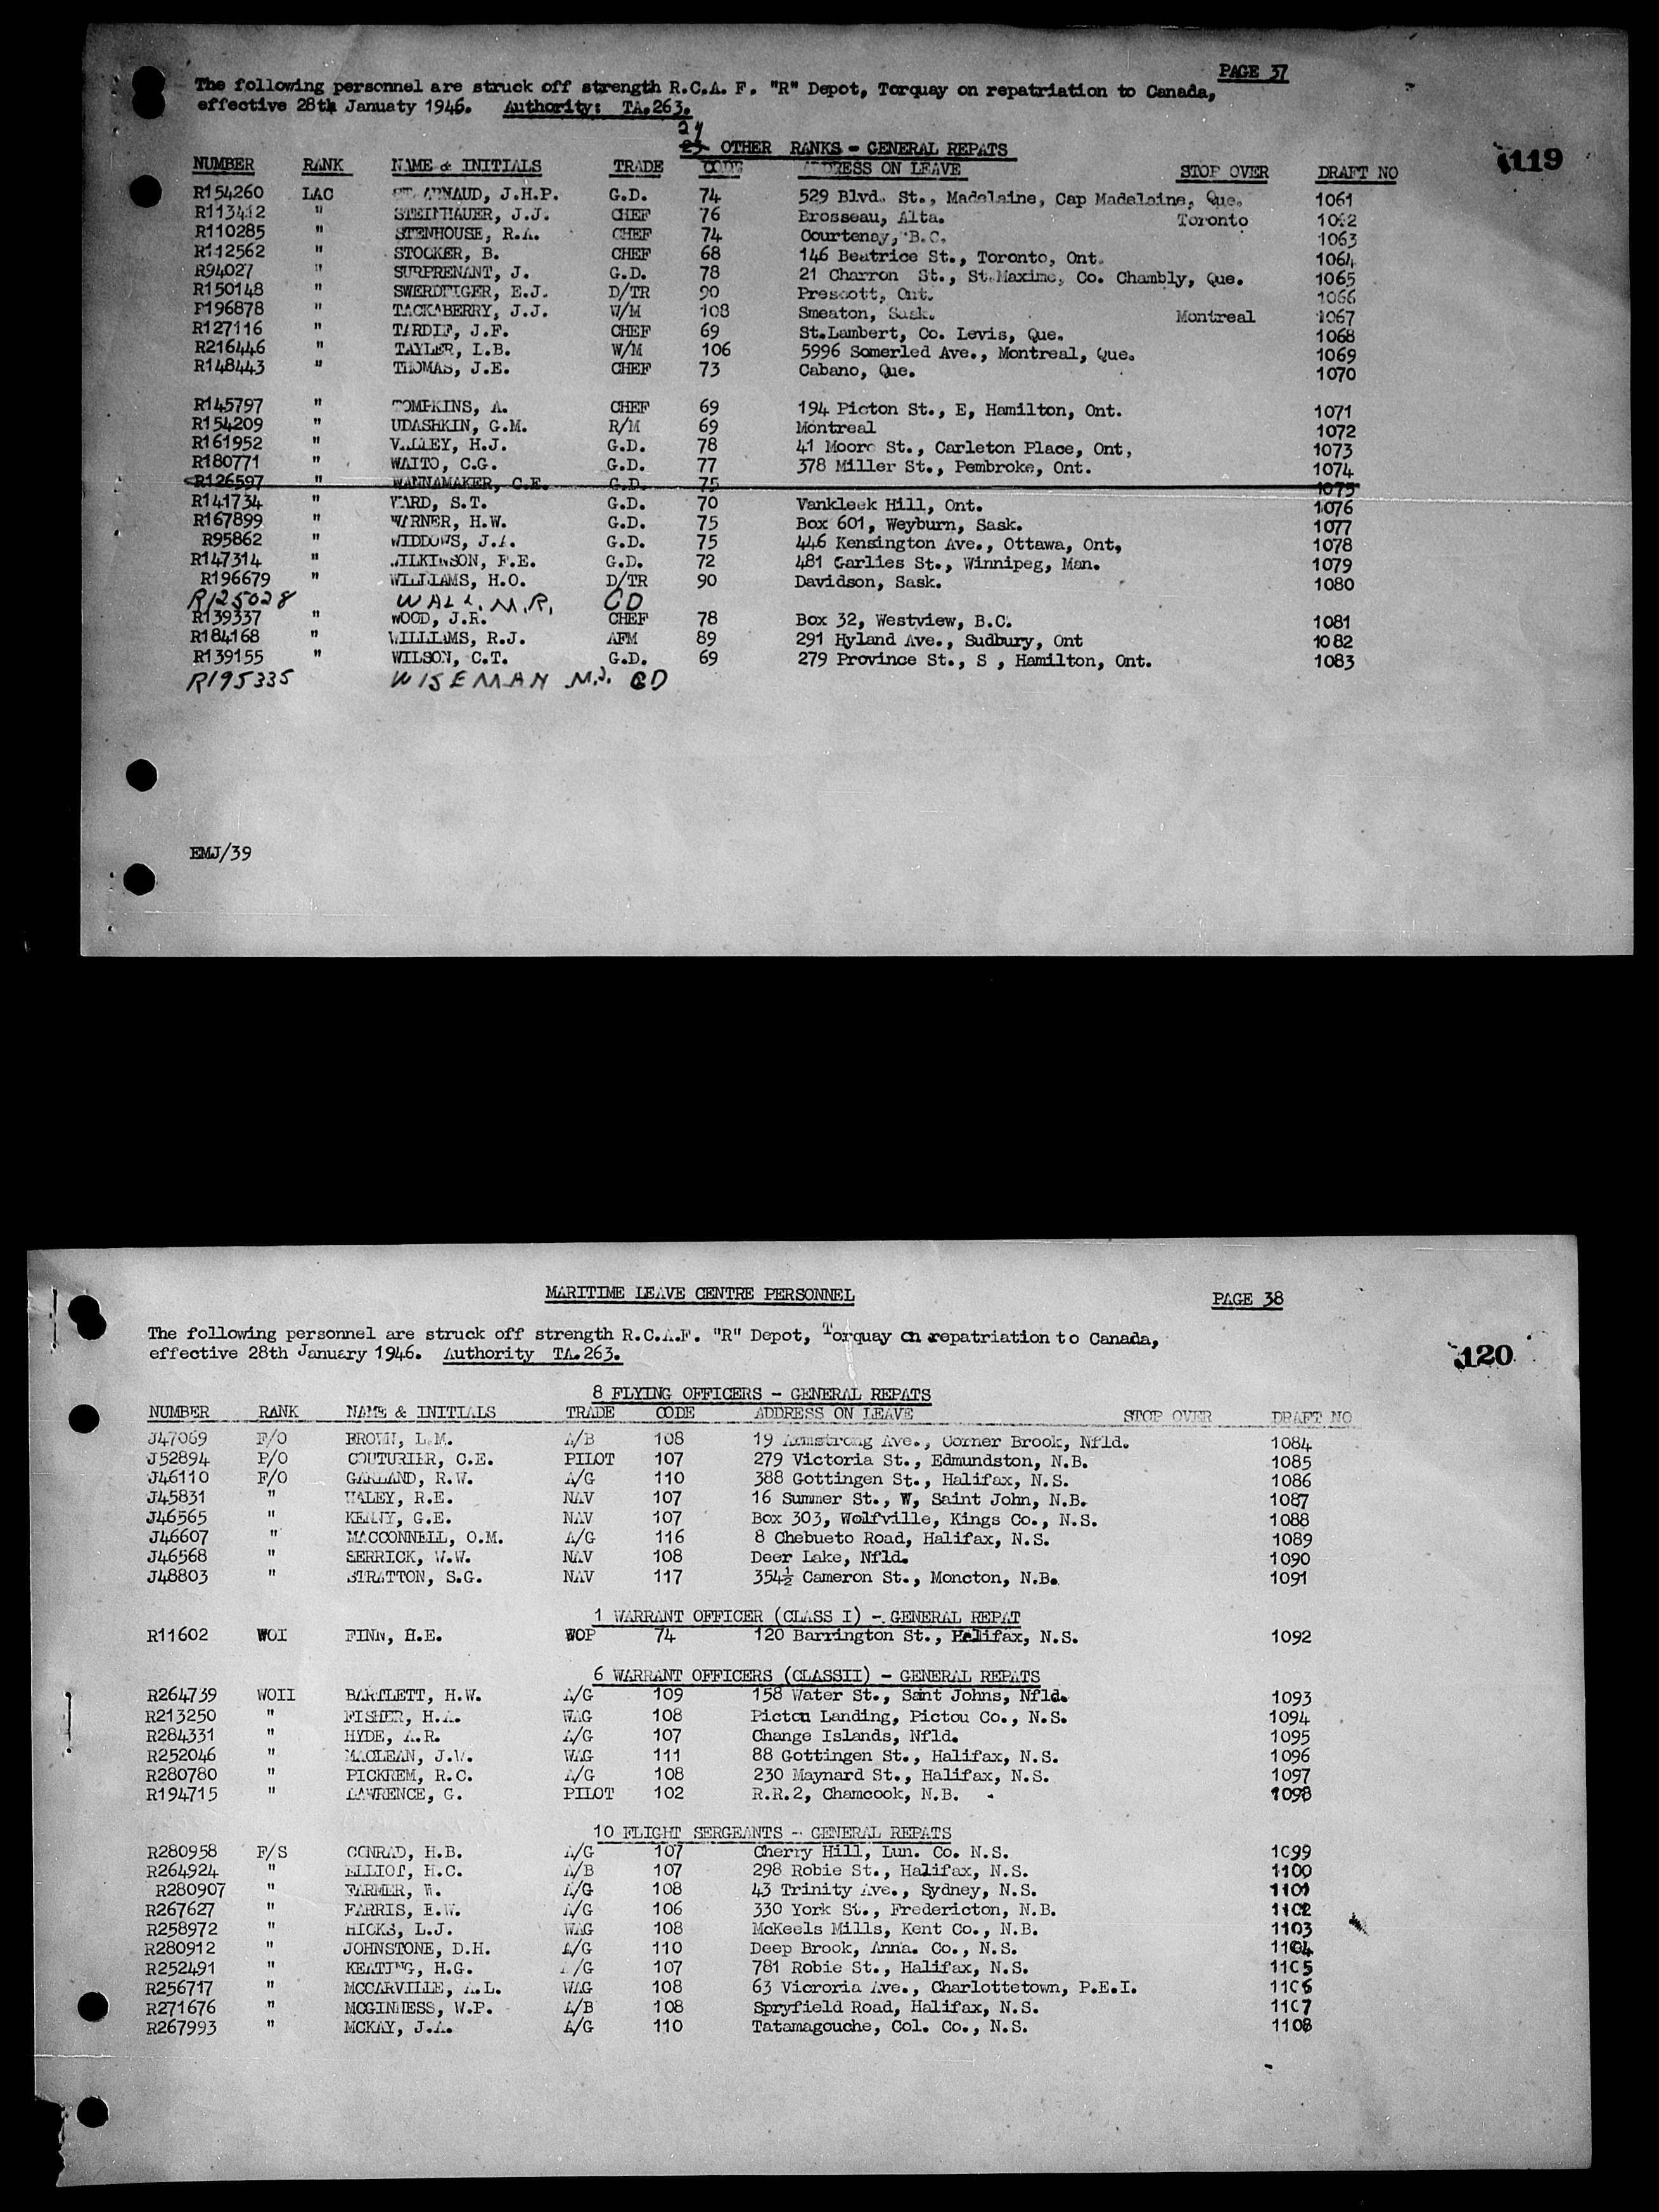 PAGE 37
The following personnel are struck off strength R.C.A. F. "R" Depot, Torquay on repatriation to Canada,
effective 28th Januaty 1946. Authority: TA.263.
119
24
23 OTHER RANKS - GENERAL REPATS
NUMBER RANK NAME & INITIALS TRADE CODE ADDRESS ON LEAVE STOP OVER DRAFT NO
R154260 LAC ST. ARNAUD, J.H.P. G.D. 74 529 Blvd. St., Madelaine, Cap Madelaine, Que. 1061
R113412 " STEINHAUER, J.J. CHEF 76 Brosseau, Alta. Toronto 1062
R110285 " STENHOUSE, R.A. CHEF 74 Courtenay, B.C. 1063
R112562 " STOCKER, B. CHEF 68 146 Beatrice St., Toronto, Ont. 1064
R94027 " SURPRENANT, J. G.D. 78 21 Charron St., St.Maxime, Co. Chambly, Que. 1065
R150148 " SWERDFIGER, E.J. D/TR 90 Prescott, Ont. 1066
R196878 " TACKABERRY, J.J. W/M 108 Smeaton, Sask. Montreal 1067
R127116 " TARDIF, J.F. CHEF 69 St.Lambert, Co. Levis, Que. 1068
R216446 " TAYLER, L.B. W/M 106 5996 Somerled Ave., Montreal, Que. 1069
R148443 " THOMAS, J.E. CHEF 73 Cabano, Que. 1070
R145797 " TOMPKINS, A. CHEF 69 194 Picton St., E, Hamilton, Ont. 1071
R154209 " UDASHKIN, G.M. R/M 69 Montreal 1072
R161952 " VALLEY, H.J. G.D. 78 41 Moore St., Carleton Place, Ont, 1073
R180771 " WAITO, C.G. G.D. 77 378 Miller St., Pembroke, Ont. 1074
R126597 " WANNAMAKER, C.E. G.D. 75 1075
R141734 " WARD, S.T. G.D. 70 Vankleek Hill, Ont. 1076
R167899 " WARNER, H.W. G.D. 75 Box 601, Weyburn, Sask. 1077
R95862 " WIDDOWS, J.A. G.D. 75 446 Kensington Ave., Ottawa, Ont, 1078
R147314 " WILKINSON, F.E. G.D. 72 481 Garlies St., Winnipeg, Man. 1079
R196679 " WILLIAMS, H.O. D/TR 90 Davidson, Sask. 1080
R125028 WALL. M.R. GD
R139337 " WOOD, J.R. CHEF 78 Box 32, Westview, B.C. 1081
R184168 " WILLIAMS, R.J. AFM 89 291 Hyland Ave., Sudbury, Ont 1082
R139155 " WILSON, C.T. G.D. 69 279 Province St., S , Hamilton, Ont. 1083
R195335 WISEMAN M.J. GD
EMJ/39
MARITIME LEAVE CENTRE PERSONNEL
PAGE 38
The following personnel are struck off strength R.C.A.F. "R" Depot, Torquay on repatriation to Canada,
effective 28th January 1946. Authority TA.263.
120
8 FLYING OFFICERS - GENERAL REPATS
NUMBER RANK NAME & INITIALS TRADE CODE ADDRESS ON LEAVE STOP OVER DRAFT NO
J47069 F/O BROWN, L.M. A/B 108 19 Armstrong Ave., Corner Brook, Nfld. 1084
J52894 P/O COUTURIER, C.E. PILOT 107 279 Victoria St., Edmundston, N.B. 1085
J46110 F/O GARLAND, R.W. A/G 110 388 Gottingen St., Halifax, N.S. 1086
J45831 " HALEY, R.E. NAV 107 16 Summer St., W, Saint John, N.B. 1087
J46565 " KENNY, G.E. NAV 107 Box 303, Wolfville, Kings Co., N.S. 1088
J46607 " MACCONNELL, O.M. A/G 116 8 Chebueto Road, Halifax, N.S. 1089
J46568 " SERRICK, W.W. NAV 108 Deer Lake, Nfld. 1090
J48803 " STRATTON, S.G. NAV 117 354½ Cameron St., Moncton, N.B. 1091
1 WARRANT OFFICER (CLASS I) - GENERAL REPAT
R11602 WOI FINN, H.E. WOP 74 120 Barrington St., Halifax, N.S. 1092
6 WARRANT OFFICERS (CLASSII) - GENERAL REPATS
R264739 WOII BARTLETT, H.W. A/G 109 158 Water St., Saint Johns, Nfld. 1093
R213250 " FISHER, H.A. WAG 108 Pictou Landing, Pictou Co., N.S. 1094
R284331 " HYDE, A.R. A/G 107 Change Islands, Nfld. 1095
R252046 " MACLEAN, J.W. WAG 111 88 Gottingen St., Halifax, N.S. 1096
R280780 " PICKREM, R.C. A/G 108 230 Maynard St., Halifax, N.S. 1097
R194715 " LAWRENCE, G. PILOT 102 R.R.2, Chamcook, N.B. 1098
10 FLIGHT SERGEANTS - GENERAL REPATS
R280958 F/S CONRAD, H.B. A/G 107 Cherry Hill, Lun. Co. N.S. 1099
R264924 " ELLIOT, H.C. A/B 107 298 Robie St., Halifax, N.S. 1100
R280907 " FARMER, W. A/G 108 43 Trinity Ave., Sydney, N.S. 1101
R267627 " FARRIS, E.W. A/G 106 330 York St., Fredericton, N.B. 1102
R258972 " HICKS, L.J. WAG 108 McKeels Mills, Kent Co., N.B. 1103
R280912 " JOHNSTONE, D.H. A/G 110 Deep Brook, Anna. Co., N.S. 1104
R252491 " KEATING, H.G. A/G 107 781 Robie St., Halifax, N.S. 1105
R256717 " MCCARVILLE, A.L. WAG 108 63 Vicroria Ave., Charlottetown, P.E.I. 1106
R271676 " MCGINNESS, W.P. A/B 108 Spryfield Road, Halifax, N.S. 1107
R267993 " MCKAY, J.A. A/G 110 Tatamagouche, Col. Co., N.S. 1108